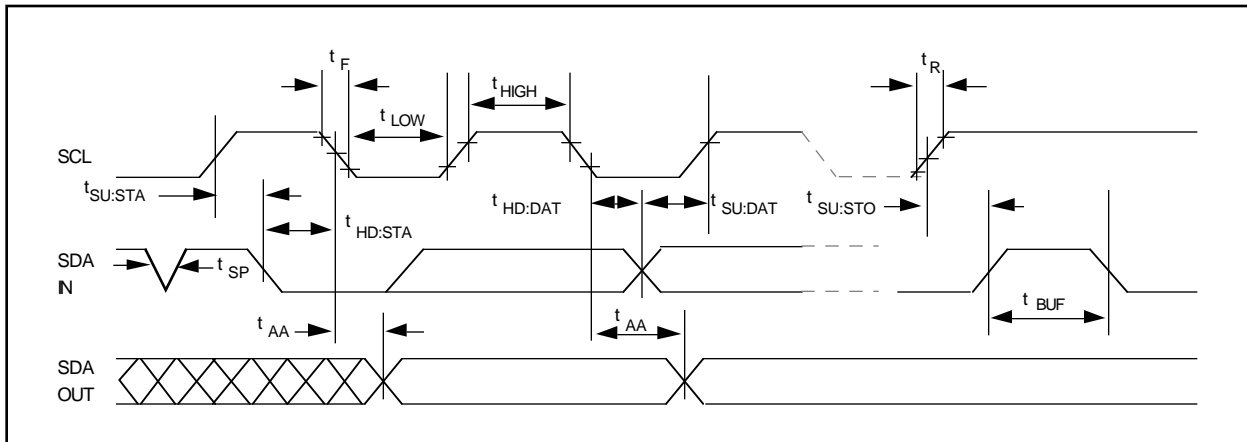 t F
t R
t HIGH
t LOW
SCL
t SU:STA
t HD:DAT
t SU:DAT
t SU:STO
t HD:STA
SDA
IN
t SP
t BUF
t AA
t AA
SDA
OUT